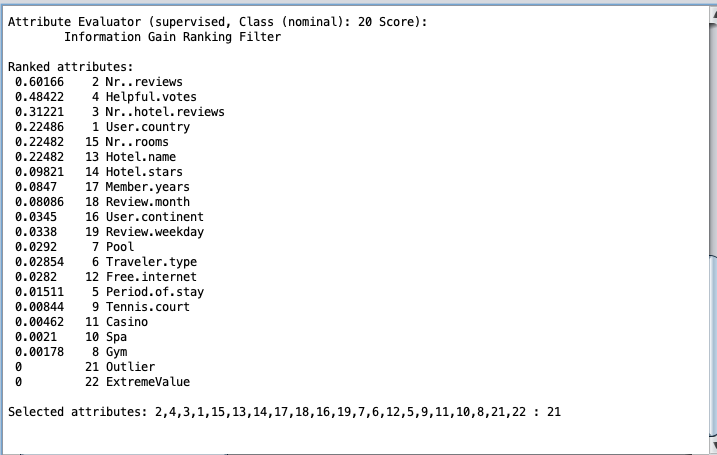 Attribute Evaluator (supervised, Class (nominal): 20 Score):
Information Gain Ranking Filter
Ranked attributes:
0.60166 2 Nr..reviews
0.48422 4 Helpful.votes
0.31221 3 Nr..hotel.reviews
0.22486 1 User.country
0.22482 15 Nr..rooms
0.22482 13 Hotel.name
0.09821 14 Hotel.stars
0.0847 17 Member.years
0.08086 18 Review.month
0.0345 16 User.continent
0.0338 19 Review.weekday
0.0292 7 Pool
0.02854 6 Traveler.type
0.0282 12 Free.internet
0.01511 5 Period.of.stay
0.00844 9 Tennis.court
0.00462 11 Casino
0.0021 10 Spa
0.00178 8 Gym
0 21 Outlier
0 22 ExtremeValue
Selected attributes: 2,4,3,1,15,13,14,17,18,16,19,7,6,12,5,9,11,10,8,21,22 : 21